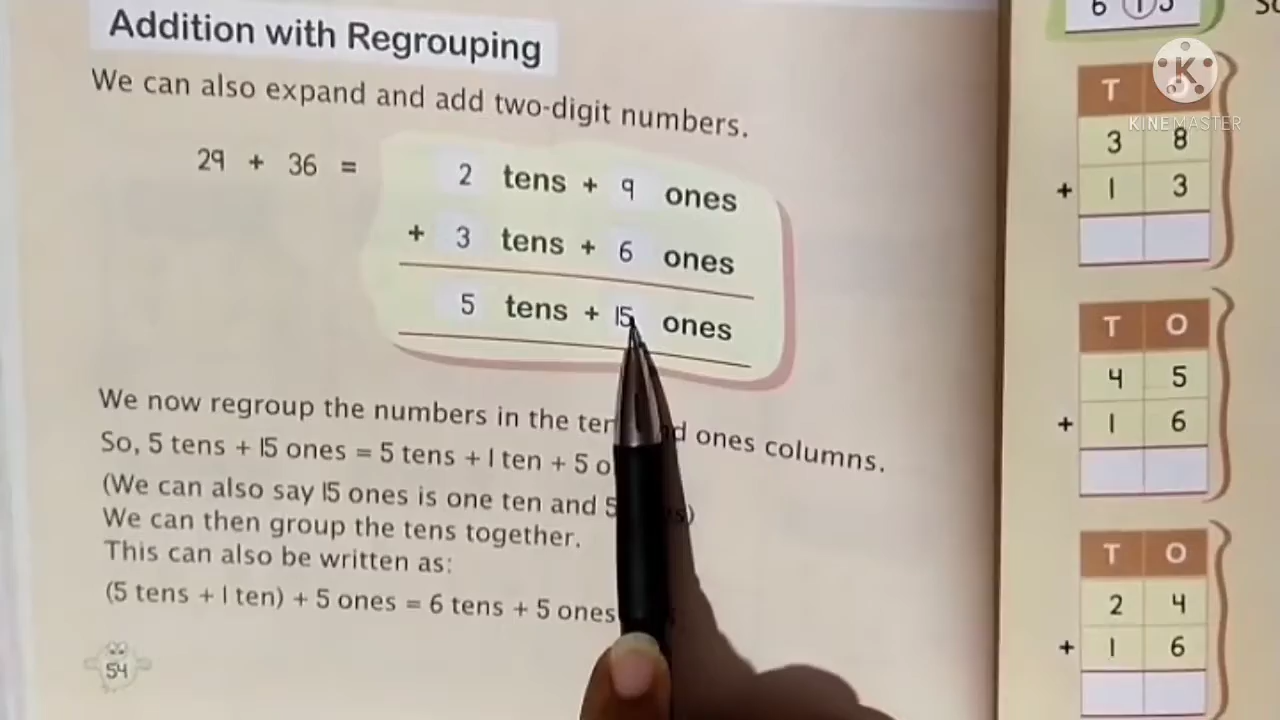 Addition with Regrouping
We can also expand and add two-digit numbers.
29 + 36 =
2 tens + 9 ones
+ 3 tens + 6 ones
5 tens + 15 ones
We now regroup the numbers in the ones columns.
So, 5 tens + 15 ones = 5 tens + 1 ten + 5
(We can also say 15 ones is one ten and 5
We can then group the tens together.
This can also be written as:
(5 tens + 1 ten) + 5 ones = 6 tens + 5 ones
54
6 1 5
T
3 8
+ 1 3
T O
4 5
+ 1 6
T O
2 4
+ 1 6
K
KINEMASTER